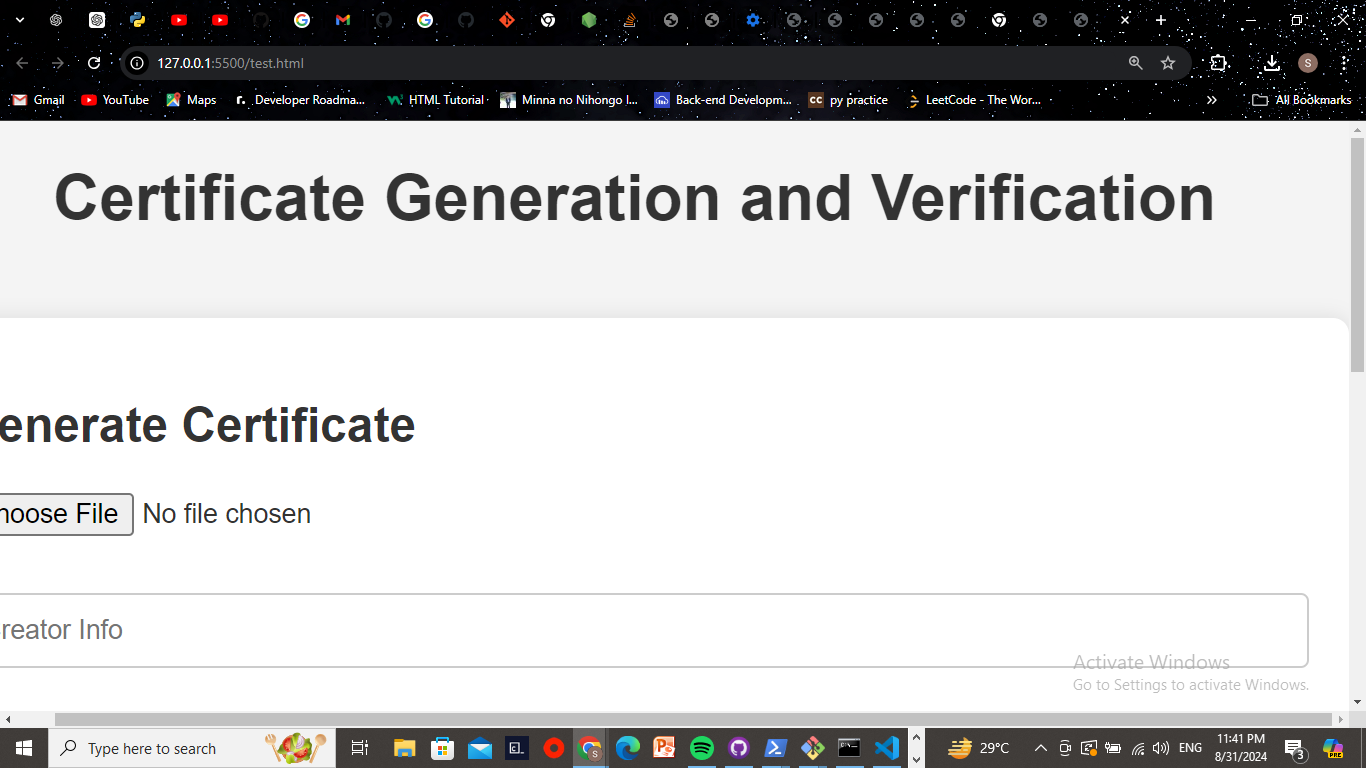 127.0.0.1:5500/test.html
S
Gmail
YouTube
Maps
r. Developer Roadma...
HTML Tutorial
Minna no Nihongo I...
Back-end Developm...
CC py practice
LeetCode - The Wor...
All Bookmarks
Certificate Generation and Verification
enerate Certificate
hoose File No file chosen
reator Info
Activate Windows
Go to Settings to activate Windows.
Type here to search
29°C
ENG
11:41 PM
8/31/2024
3
PRE